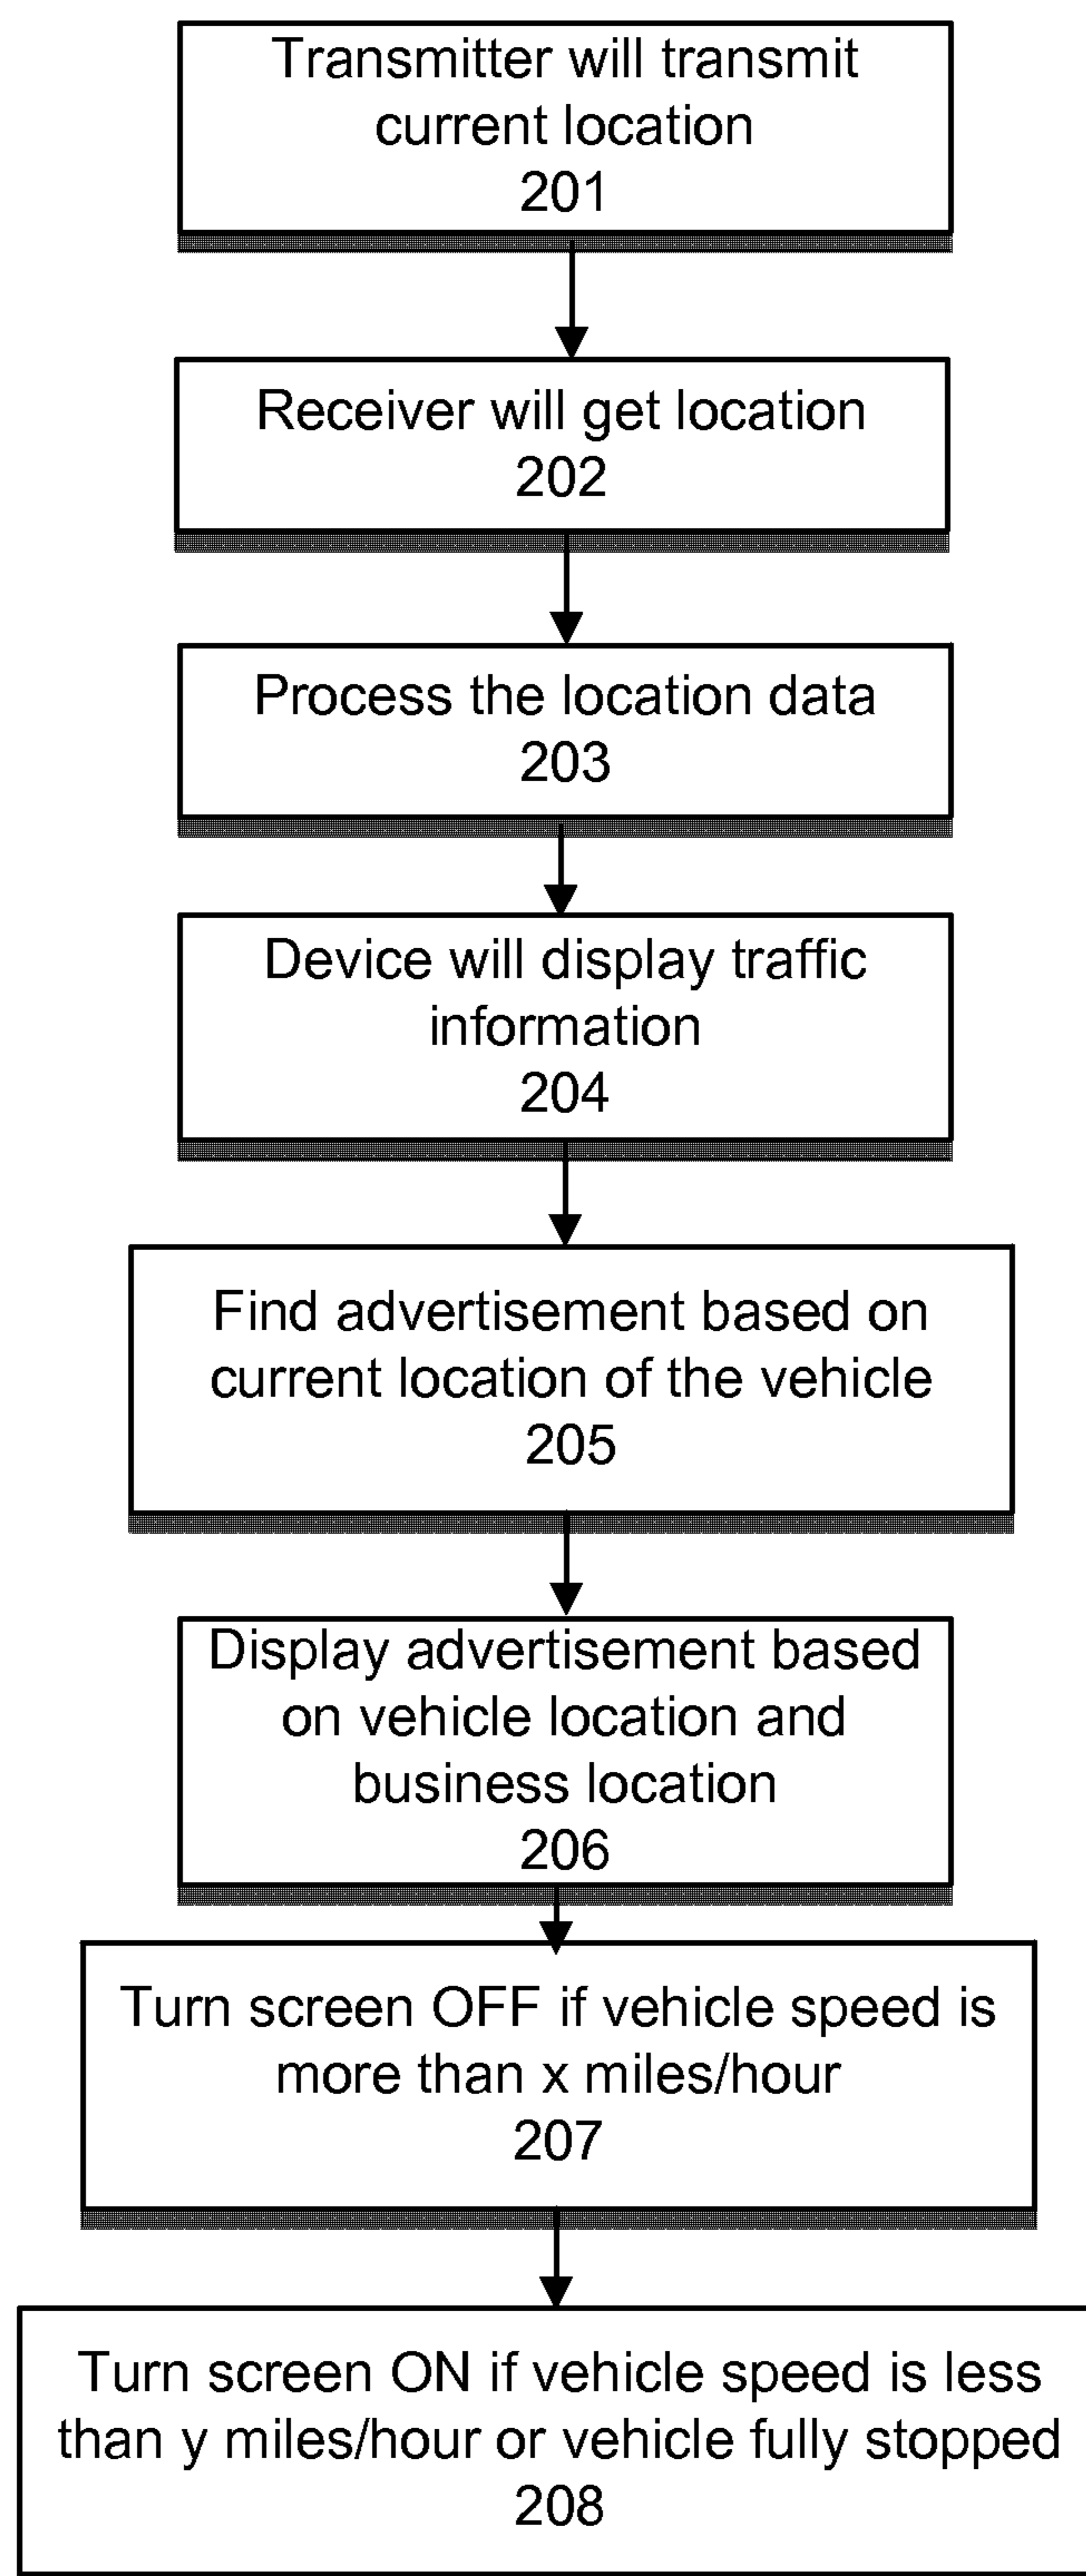 Transmitter will transmit
current location
201
Receiver will get location
202
Process the location data
203
Device will display traffic
information
204
Find advertisement based on
current location of the vehicle
205
Display advertisement based
on vehicle location and
business location
206
Turn screen OFF if vehicle speed is
more than x miles/hour
207
Turn screen ON if vehicle speed is less
than y miles/hour or vehicle fully stopped
208